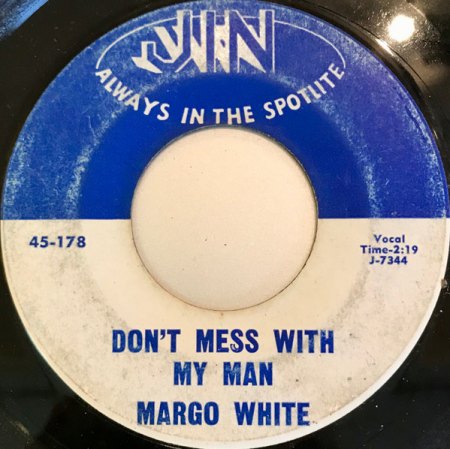 JIN
ALWAYS IN THE SPOTLITE
45-178
Vocal
Time-2:19
J-7344
DON'T MESS WITH
MY MAN
MARGO WHITE